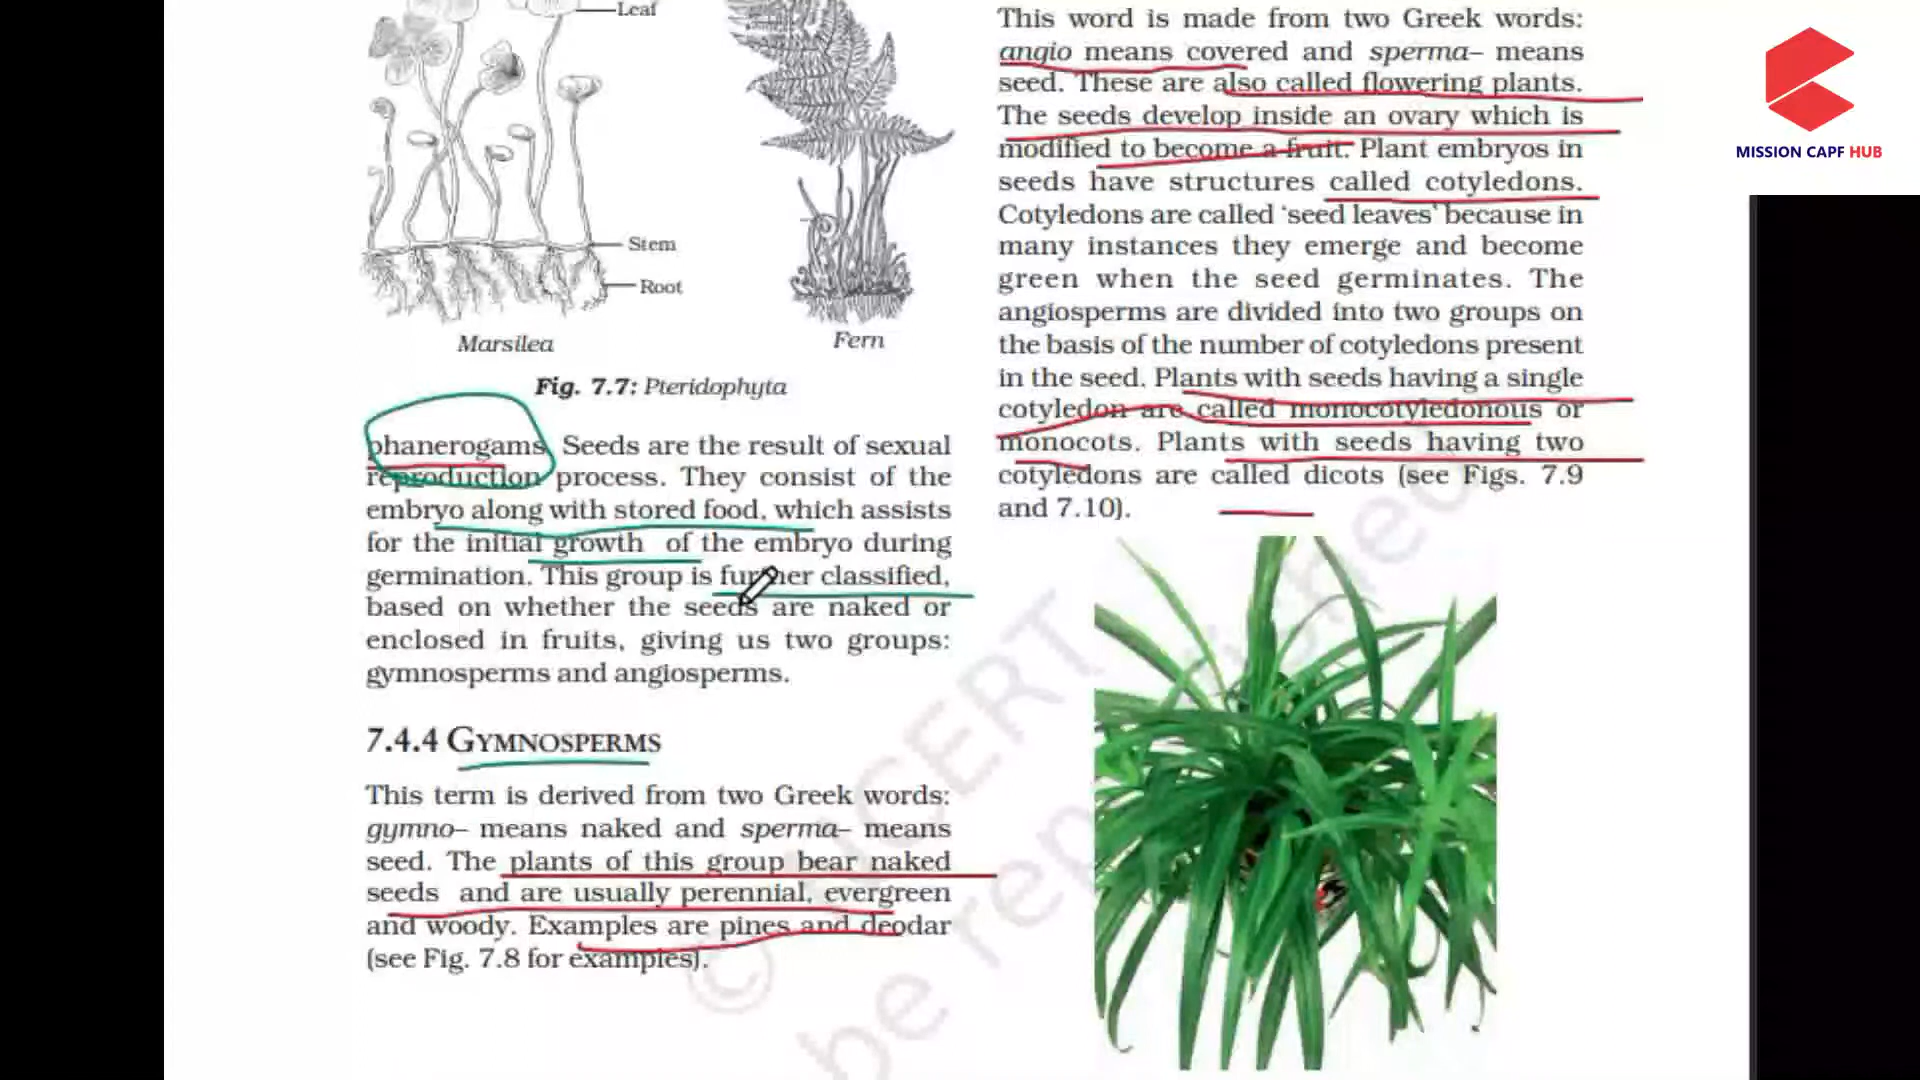 Leaf
Stem
Root
Marsilea
Fern
Fig. 7.7: Pteridophyta
phanerogams. Seeds are the result of sexual
reproduction process. They consist of the
embryo along with stored food, which assists
for the initial growth of the embryo during
germination. This group is further classified,
based on whether the seeds are naked or
enclosed in fruits, giving us two groups:
gymnosperms and angiosperms.
7.4.4 GYMNOSPERMS
This term is derived from two Greek words:
gymno– means naked and sperma– means
seed. The plants of this group bear naked
seeds and are usually perennial, evergreen
and woody. Examples are pines and deodar
(see Fig. 7.8 for examples).
This word is made from two Greek words:
angio means covered and sperma– means
seed. These are also called flowering plants.
The seeds develop inside an ovary which is
modified to become a fruit. Plant embryos in
seeds have structures called cotyledons.
Cotyledons are called ‘seed leaves’ because in
many instances they emerge and become
green when the seed germinates. The
angiosperms are divided into two groups on
the basis of the number of cotyledons present
in the seed. Plants with seeds having a single
cotyledon are called monocotyledonous or
monocots. Plants with seeds having two
cotyledons are called dicots (see Figs. 7.9
and 7.10).
MISSION CAPF HUB
© NCERT
be rep